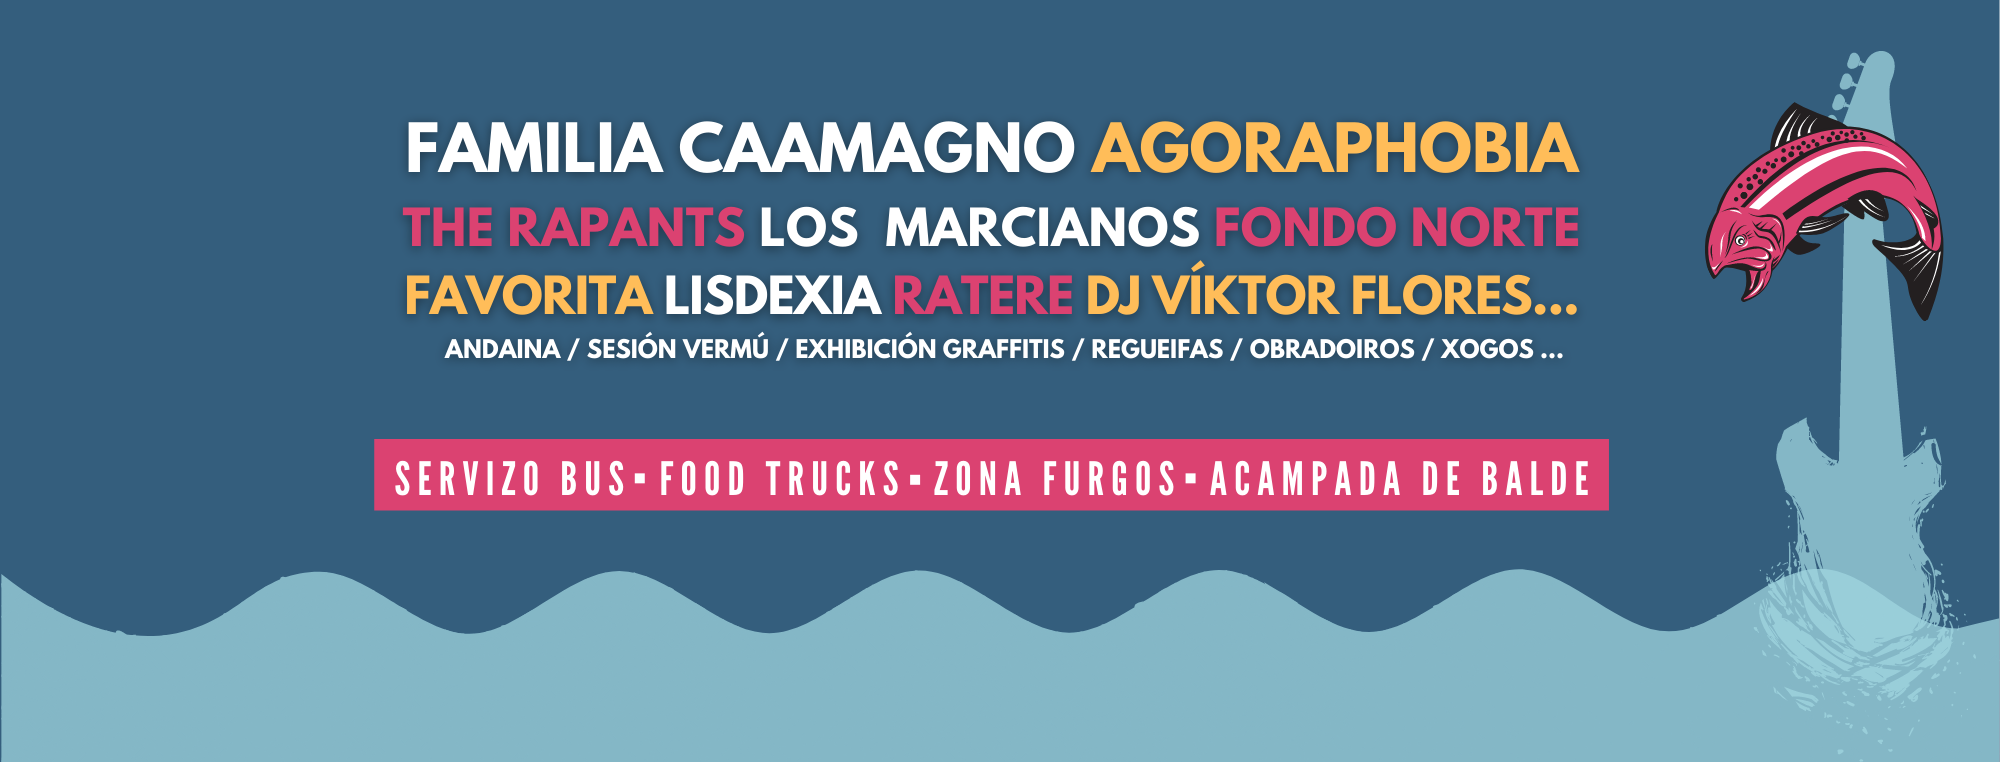 FAMILIA CAAMAGNO AGORAPHOBIA
THE RAPANTS LOS MARCIANOS FONDO NORTE
FAVORITA LISDEXIA RATERE DJ VÍKTOR FLORES...
ANDAINA / SESIÓN VERMÚ / EXHIBICIÓN GRAFFITIS / REGUEIFAS / OBRADOIROS / XOGOS ...
SERVIZO BUS▪FOOD TRUCKS▪ZONA FURGOS▪ACAMPADA DE BALDE